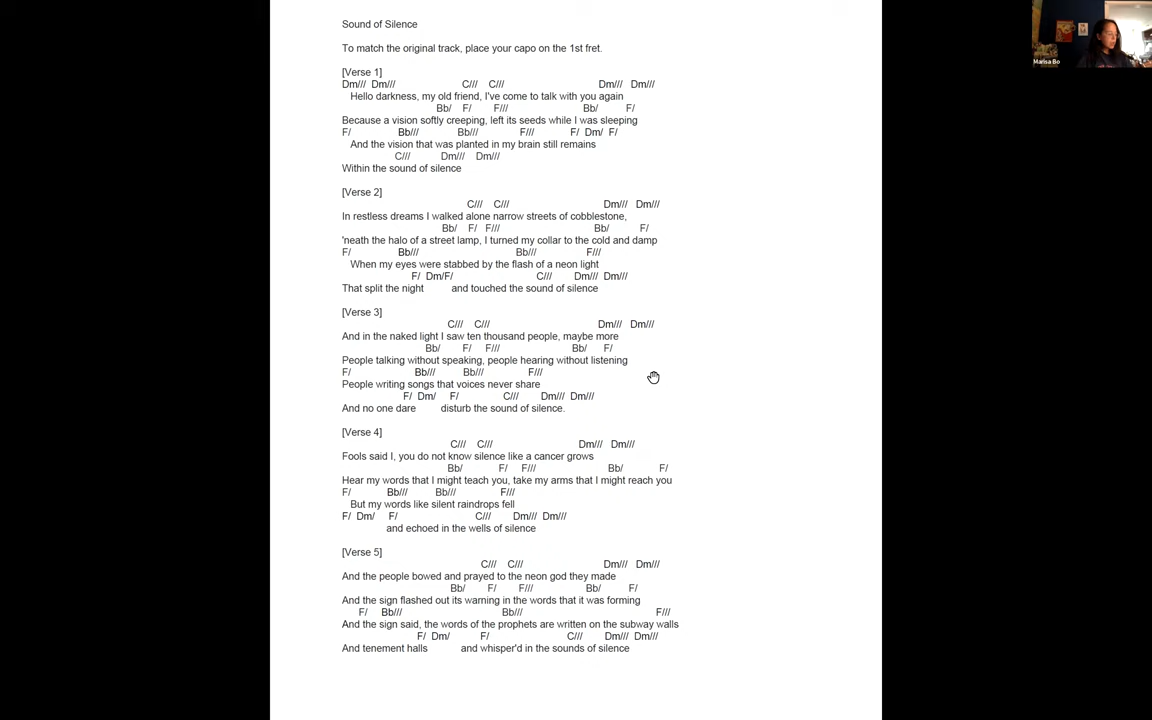 Sound of Silence
To match the original track, place your capo on the 1st fret.
[Verse 1]
Dm/// Dm/// C/// C/// Dm/// Dm///
Hello darkness, my old friend, I've come to talk with you again
Bb/ F/ F/// Bb/ F/
Because a vision softly creeping, left its seeds while I was sleeping
F/ Bb/// Bb/// F/// F/ Dm/ F/
And the vision that was planted in my brain still remains
C/// Dm/// Dm///
Within the sound of silence
[Verse 2]
C/// C/// Dm/// Dm///
In restless dreams I walked alone narrow streets of cobblestone,
Bb/ F/ F/// Bb/ F/
'neath the halo of a street lamp, I turned my collar to the cold and damp
F/ Bb/// Bb/// F///
When my eyes were stabbed by the flash of a neon light
F/ Dm/F/ C/// Dm/// Dm///
That split the night and touched the sound of silence
[Verse 3]
C/// C/// Dm/// Dm///
And in the naked light I saw ten thousand people, maybe more
Bb/ F/ F/// Bb/ F/
People talking without speaking, people hearing without listening
F/ Bb/// Bb/// F///
People writing songs that voices never share
F/ Dm/ F/ C/// Dm/// Dm///
And no one dare disturb the sound of silence.
[Verse 4]
C/// C/// Dm/// Dm///
Fools said I, you do not know silence like a cancer grows
Bb/ F/ F/// Bb/ F/
Hear my words that I might teach you, take my arms that I might reach you
F/ Bb/// Bb/// F///
But my words like silent raindrops fell
F/ Dm/ F/ C/// Dm/// Dm///
and echoed in the wells of silence
[Verse 5]
C/// C/// Dm/// Dm///
And the people bowed and prayed to the neon god they made
Bb/ F/ F/// Bb/ F/
And the sign flashed out its warning in the words that it was forming
F/ Bb/// Bb/// F///
And the sign said, the words of the prophets are written on the subway walls
F/ Dm/ F/ C/// Dm/// Dm///
And tenement halls and whisper'd in the sounds of silence
Marisa Bo